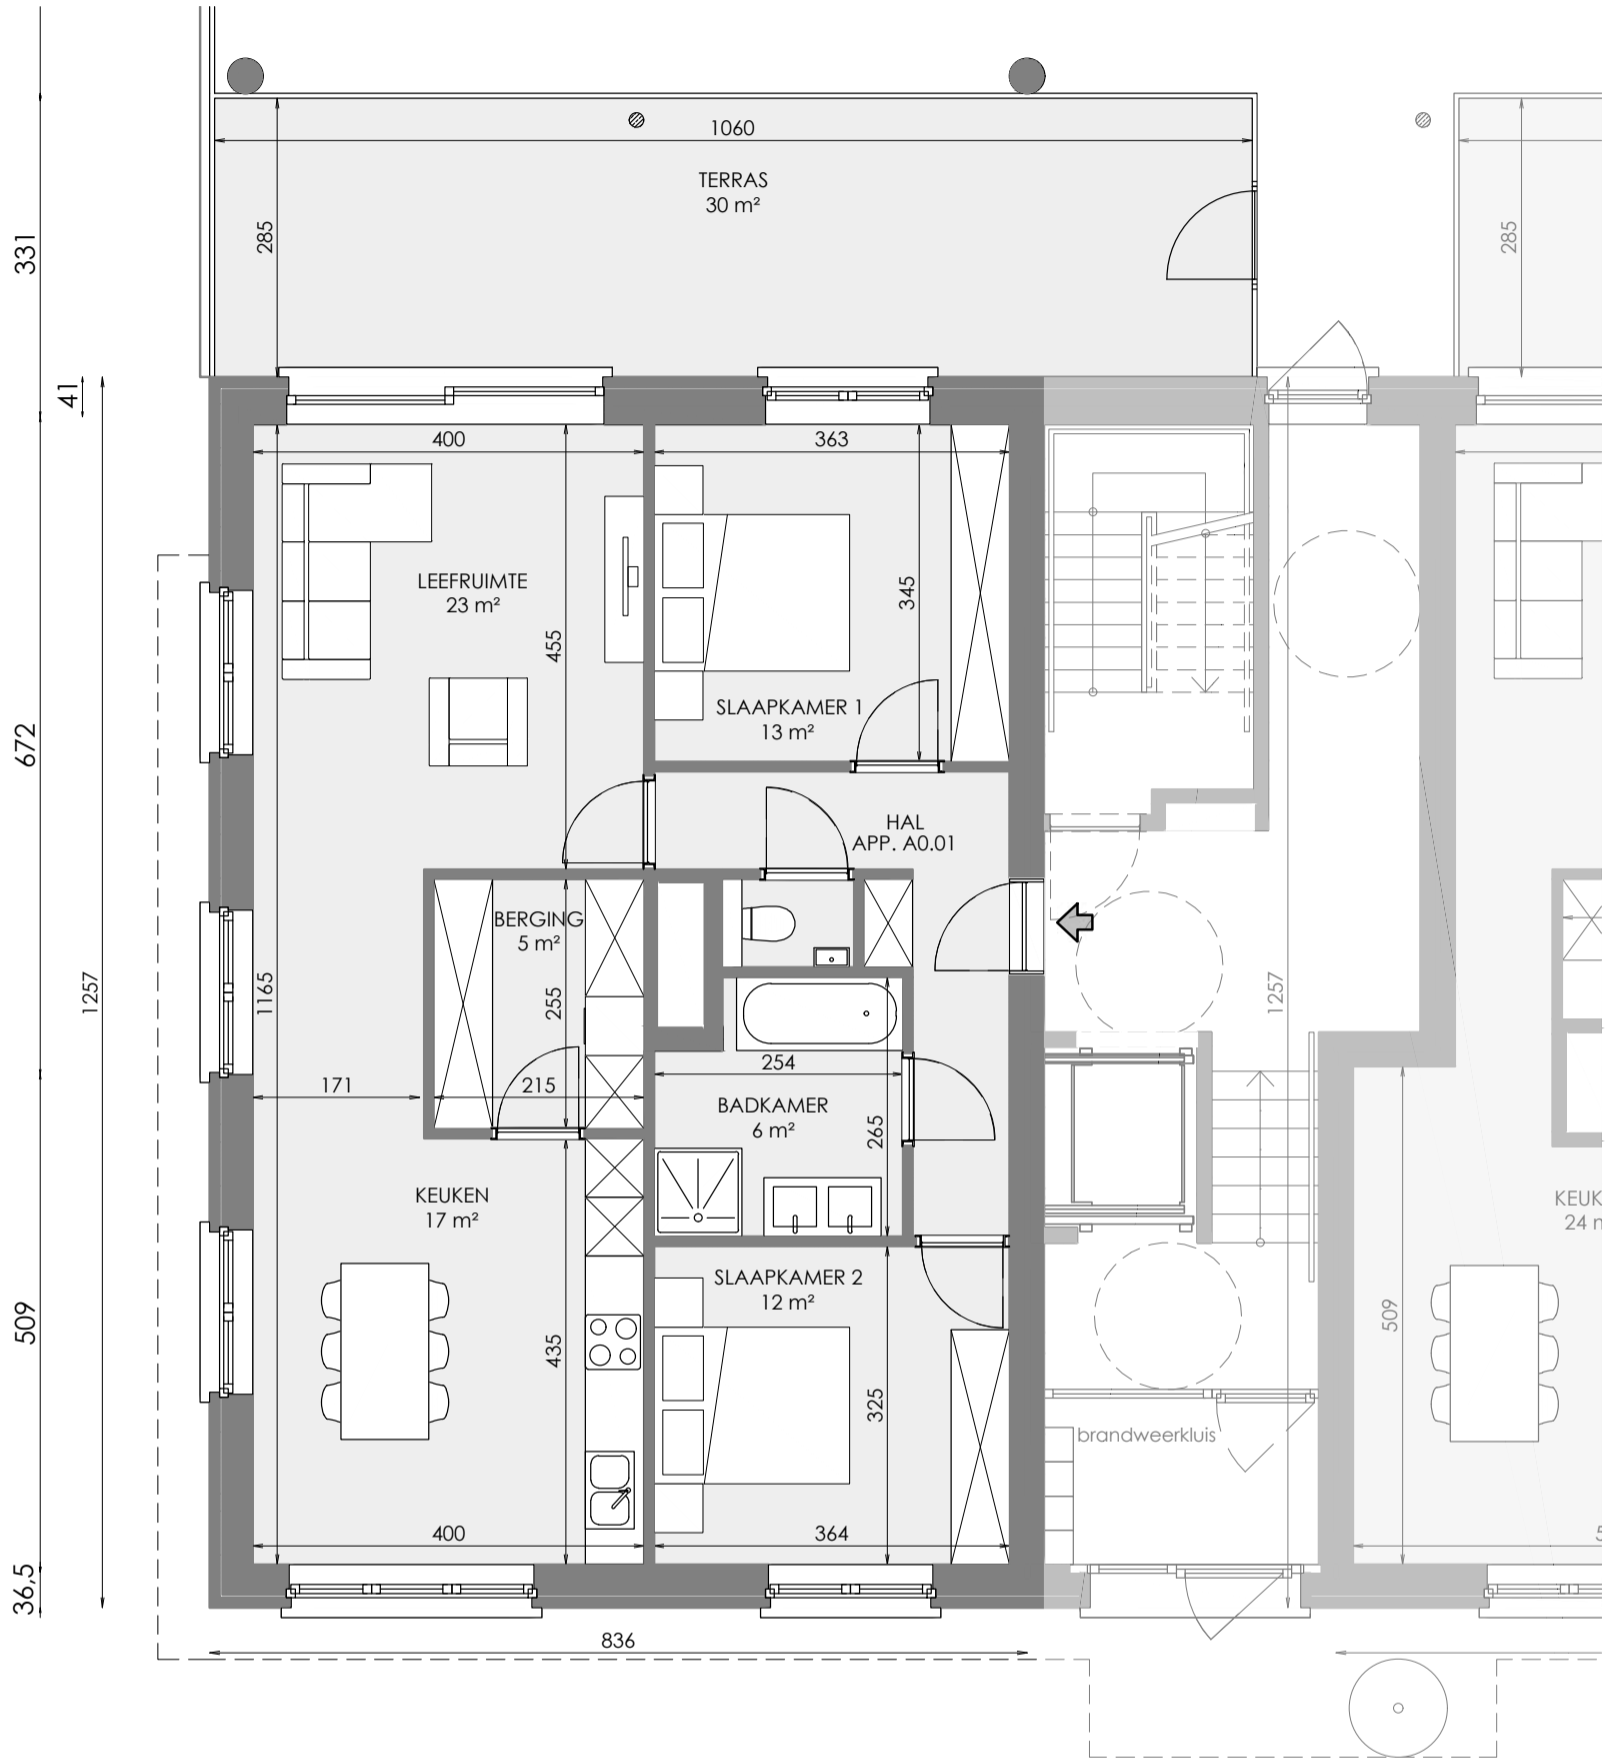 1060
TERRAS
30 m²
285
285
331
41
400
363
LEEFRUIMTE
23 m²
455
345
SLAAPKAMER 1
13 m²
672
HAL
APP. A0.01
BERGING
5 m²
255
1165
1257
1257
171
215
254
BADKAMER
6 m²
265
KEUKEN
17 m²
KEUK
24 m
SLAAPKAMER 2
12 m²
509
509
435
325
brandweerkluis
400
364
5
36,5
836